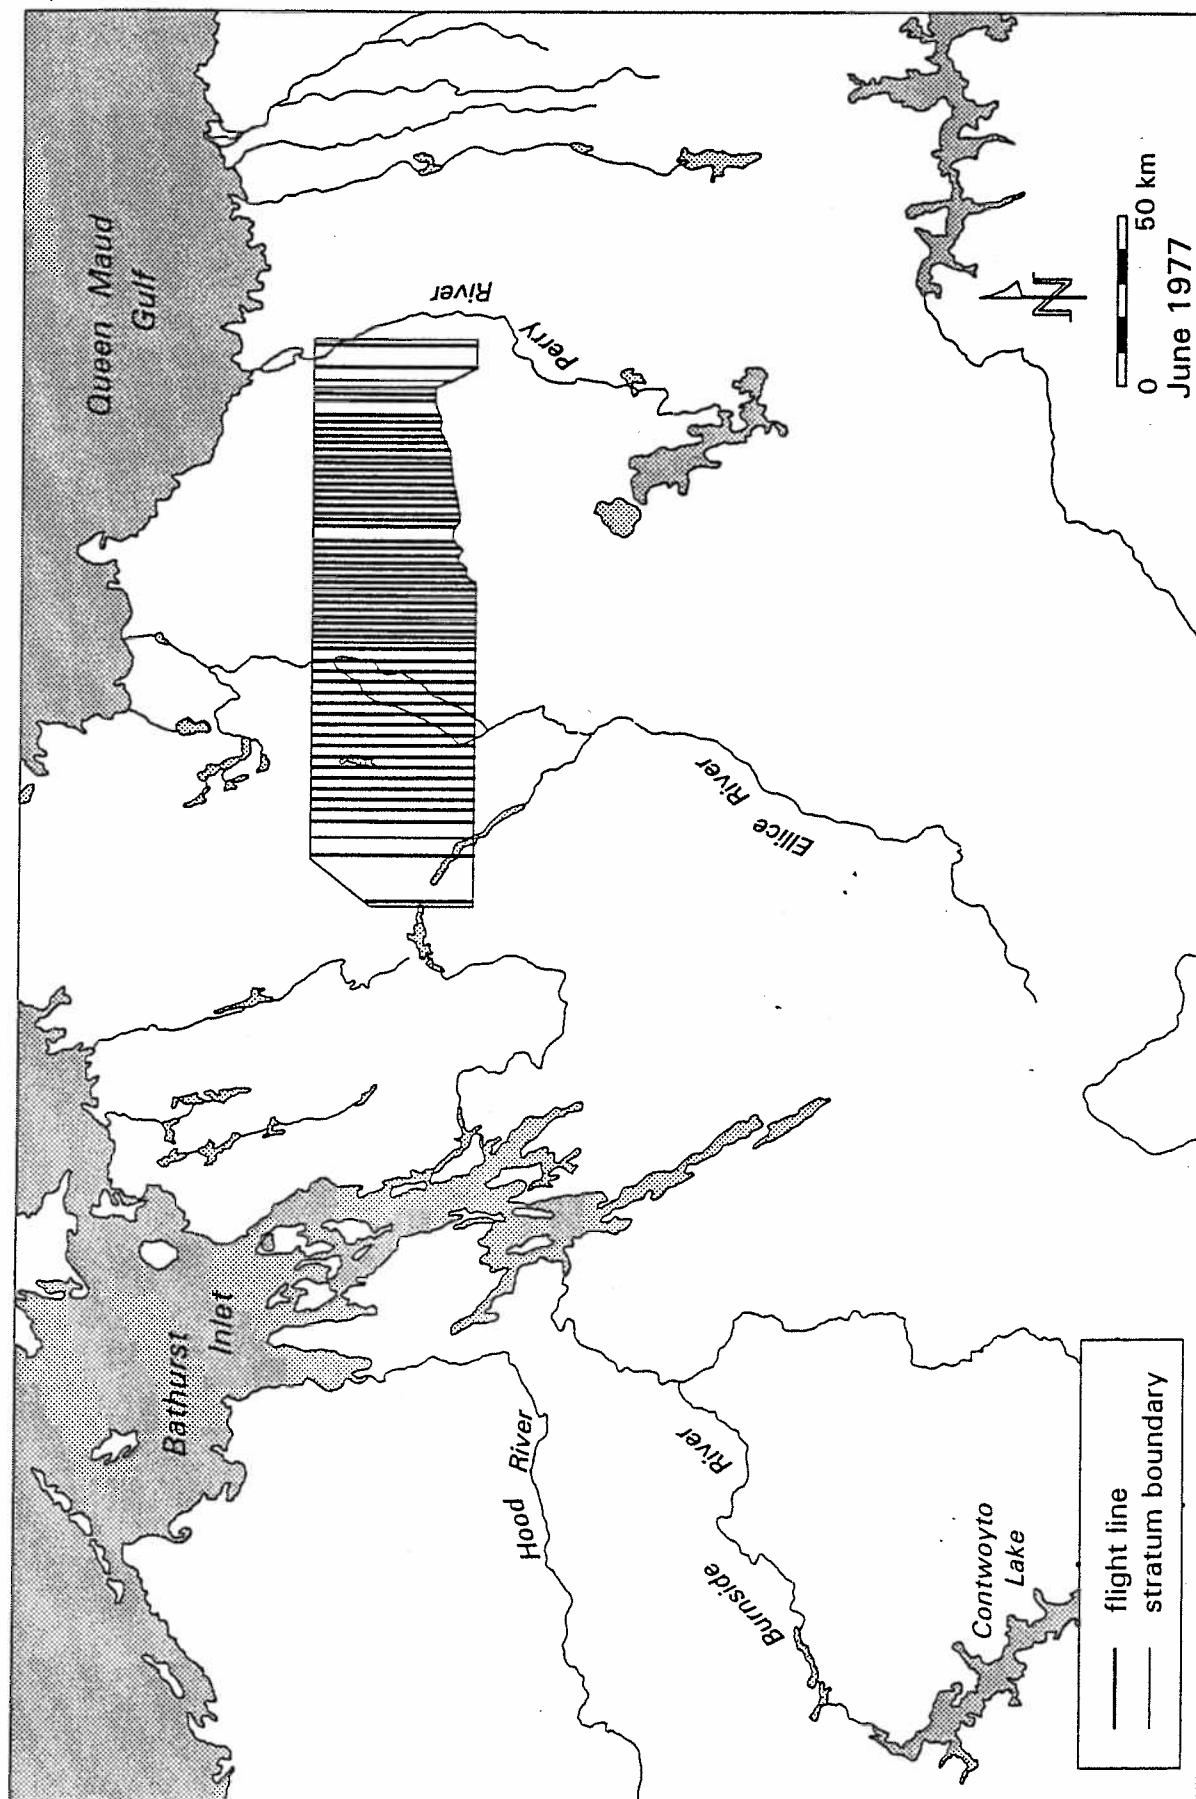 Queen Maud
Gulf
Bathurst
Inlet
River
Perry
River
Ellice
Hood River
River
Burnside
Contwoyto
Lake
N
0 50 km
June 1977
flight line
stratum boundary